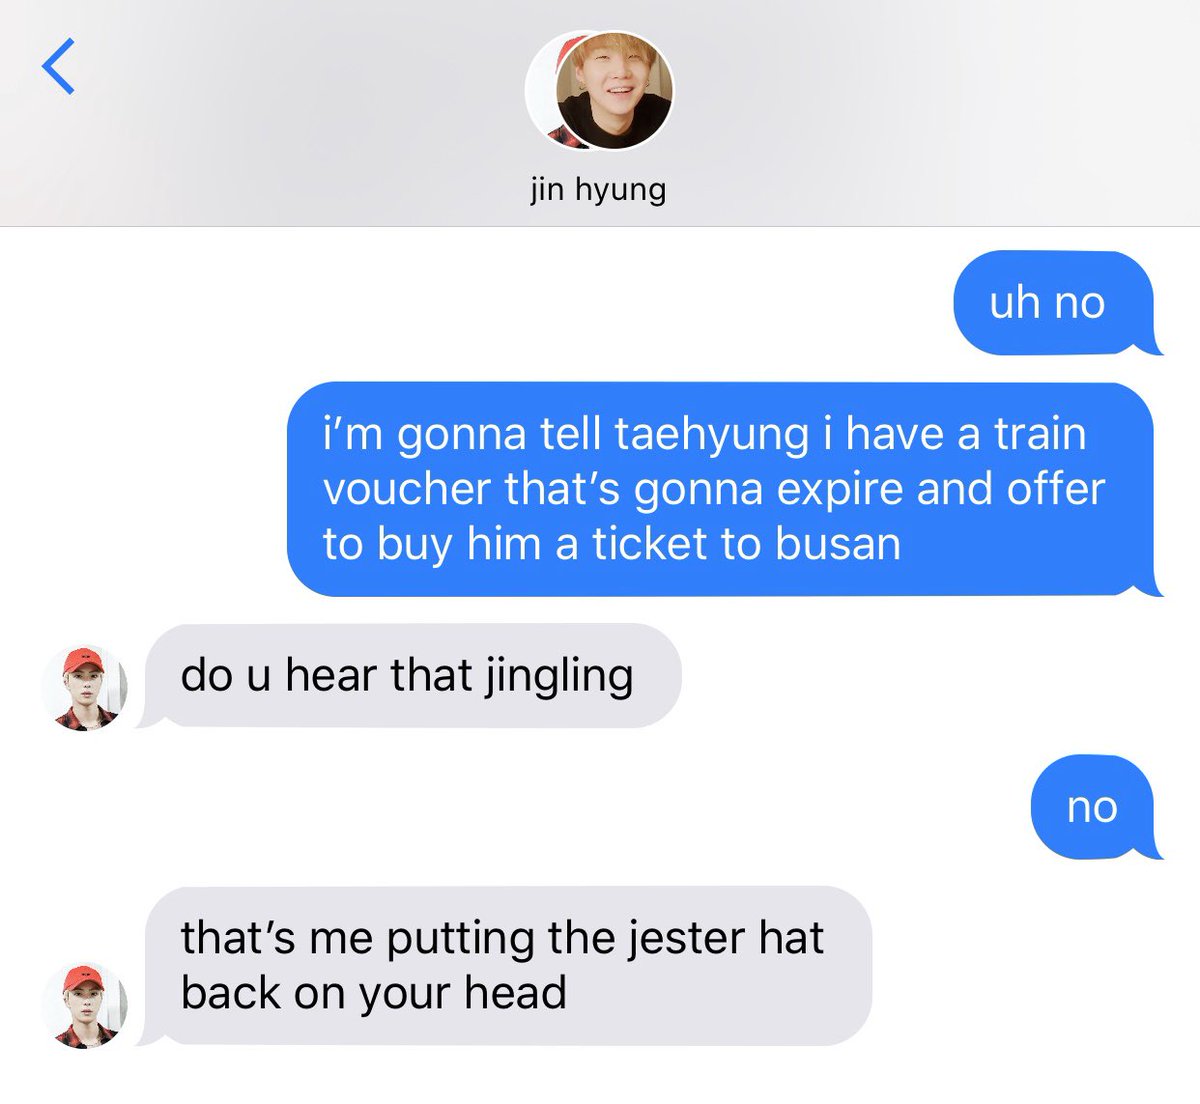 jin hyung
uh no
i'm gonna tell taehyung i have a train
voucher that's gonna expire and offer
to buy him a ticket to busan
do u hear that jingling
no
that's me putting the jester hat
back on your head